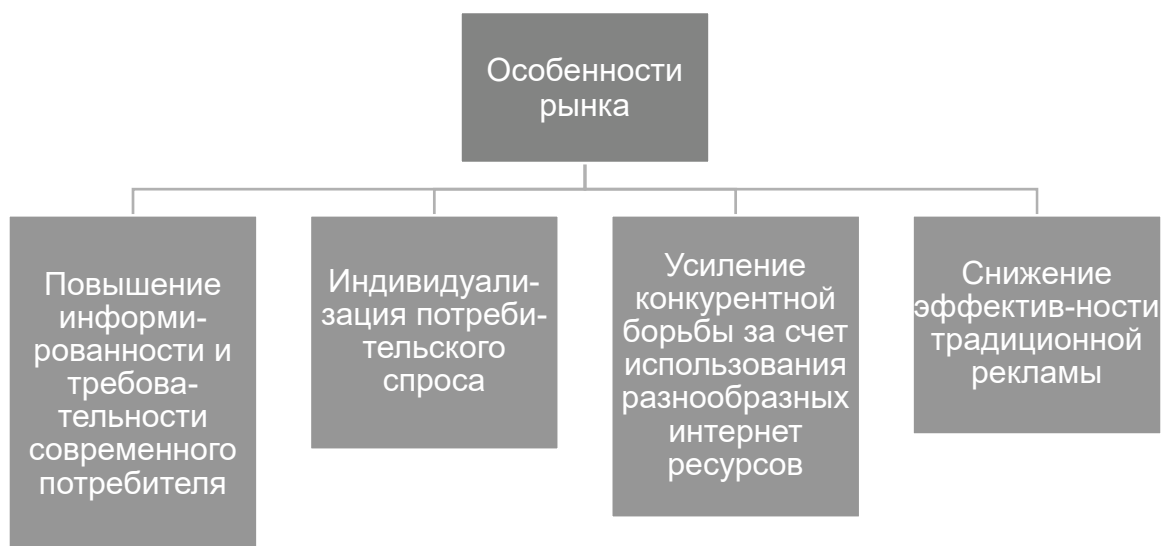 Особенности
рынка
Повышение
информи-
рованности и
требова-
тельности
современного
потребителя
Индивидуали-
зация потреби-
тельского
спроса
Усиление
конкурентной
борьбы за счет
использования
разнообразных
интернет
ресурсов
Снижение
эффектив-ности
традиционной
рекламы